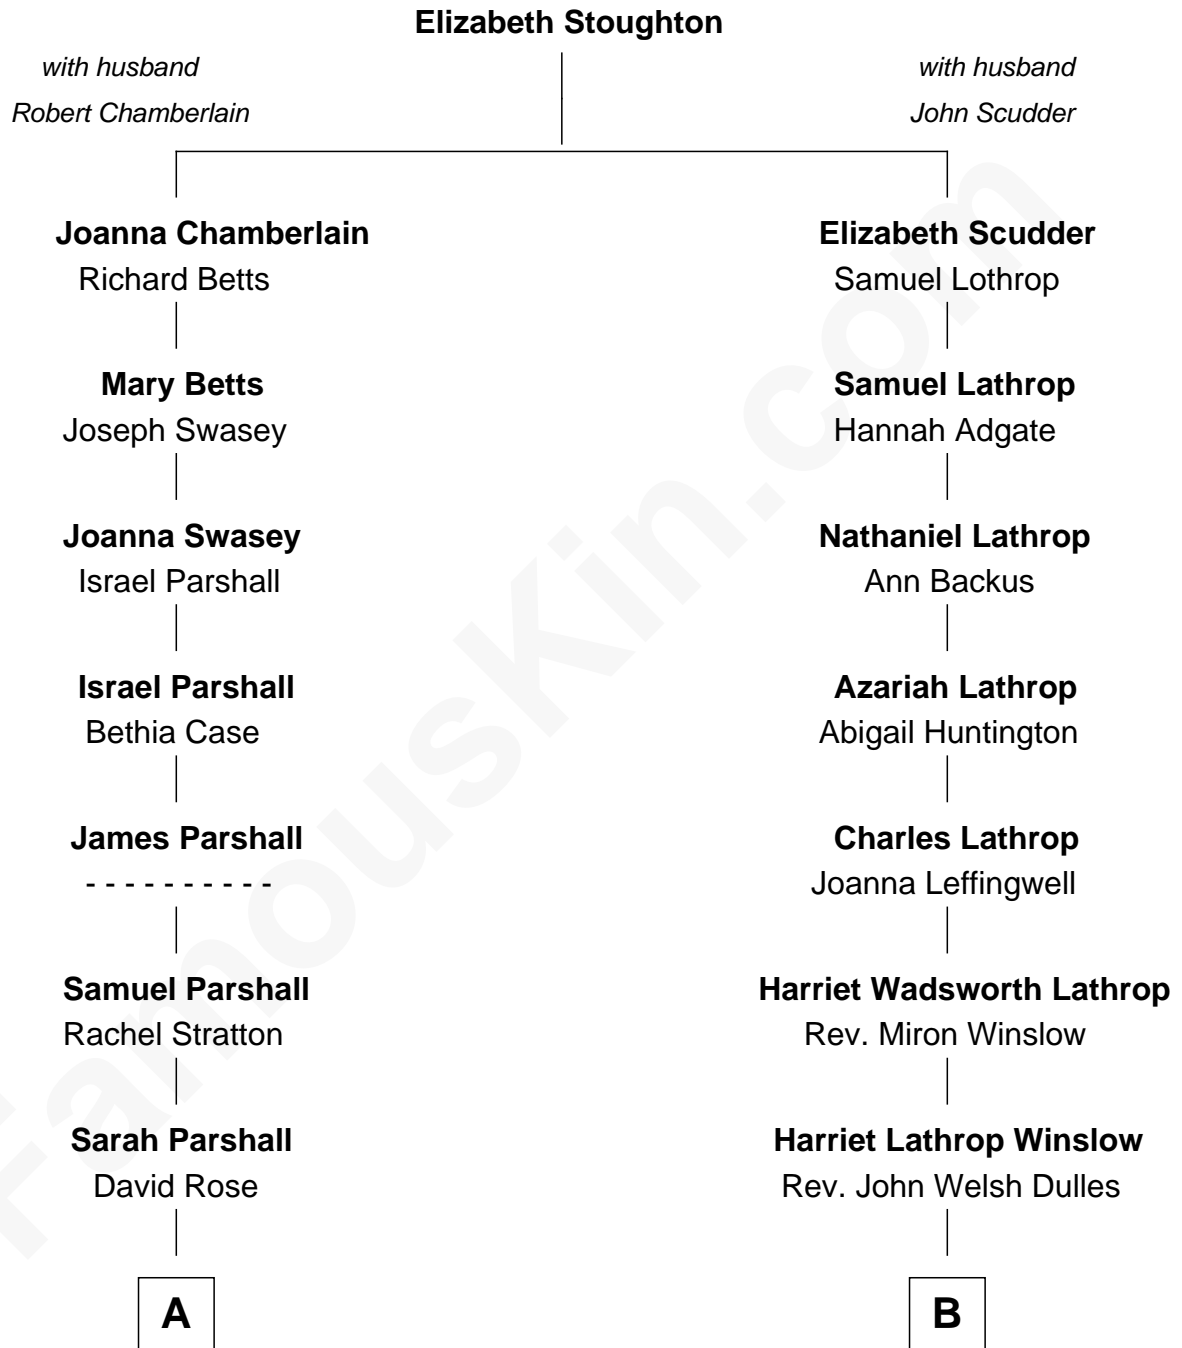 Elizabeth Stoughton
with husband
Robert Chamberlain
with husband
John Scudder
Joanna Chamberlain
Richard Betts
Elizabeth Scudder
Samuel Lothrop
Mary Betts
Joseph Swasey
Samuel Lathrop
Hannah Adgate
Joanna Swasey
Israel Parshall
Nathaniel Lathrop
Ann Backus
Israel Parshall
Bethia Case
Azariah Lathrop
Abigail Huntington
James Parshall
- - - - - - - - - -
Charles Lathrop
Joanna Leffingwell
Samuel Parshall
Rachel Stratton
Harriet Wadsworth Lathrop
Rev. Miron Winslow
Sarah Parshall
David Rose
Harriet Lathrop Winslow
Rev. John Welsh Dulles
A
B
FamousKin.com